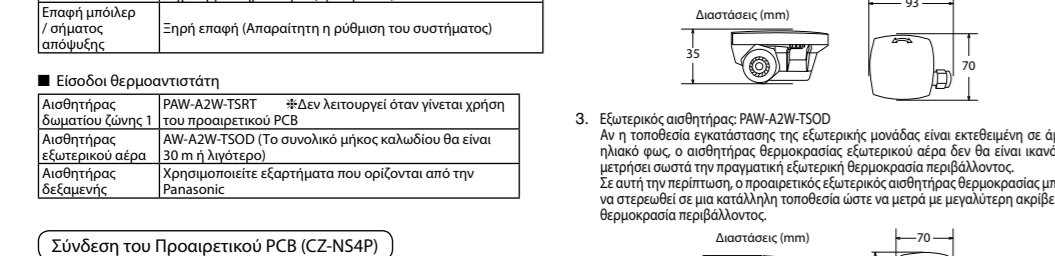 Επαφή μπόιλερ
/ σήματος
απόψυξης
Ξηρή επαφή (Απαραίτητη η ρύθμιση του συστήματος)
■ Είσοδοι θερμοαντιστάτη
Αισθητήρας
δωματίου ζώνης 1
PAW-A2W-TSRT ❉Δεν λειτουργεί όταν γίνεται χρήση
του προαιρετικού PCB
Αισθητήρας
εξωτερικού αέρα
AW-A2W-TSOD (Το συνολικό μήκος καλωδίου θα είναι
30 m ή λιγότερο)
Αισθητήρας
δεξαμενής
Χρησιμοποιείτε εξαρτήματα που ορίζονται από την
Panasonic
Σύνδεση του Προαιρετικού PCB (CZ-NS4P)
Διαστάσεις (mm)
93
35
70
3. Εξωτερικός αισθητήρας: PAW-A2W-TSOD
Αν η τοποθεσία εγκατάστασης της εξωτερικής μονάδας είναι εκτεθειμένη σε
ηλιακό φως, ο αισθητήρας θερμοκρασίας εξωτερικού αέρα δεν θα είναι
μετρήσει σωστά την πραγματική εξωτερική θερμοκρασία περιβάλλοντος.
Σε αυτή την περίπτωση, ο προαιρετικός εξωτερικός αισθητήρας θερμοκρασίας
να στερεωθεί σε μια κατάλληλη τοποθεσία ώστε να μετρά με μεγαλύτερη
θερμοκρασία περιβάλλοντος.
Διαστάσεις (mm)
70